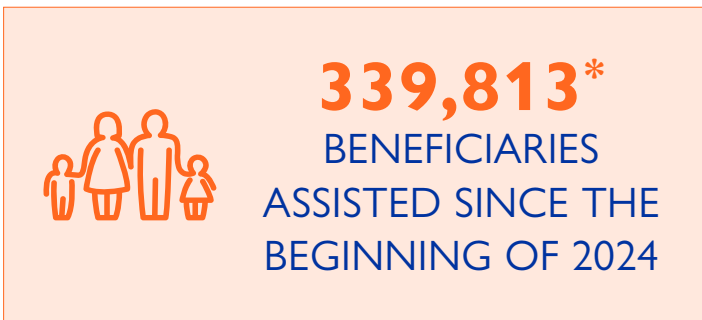 339,813*
BENEFICIARIES
ASSISTED SINCE THE
BEGINNING OF 2024